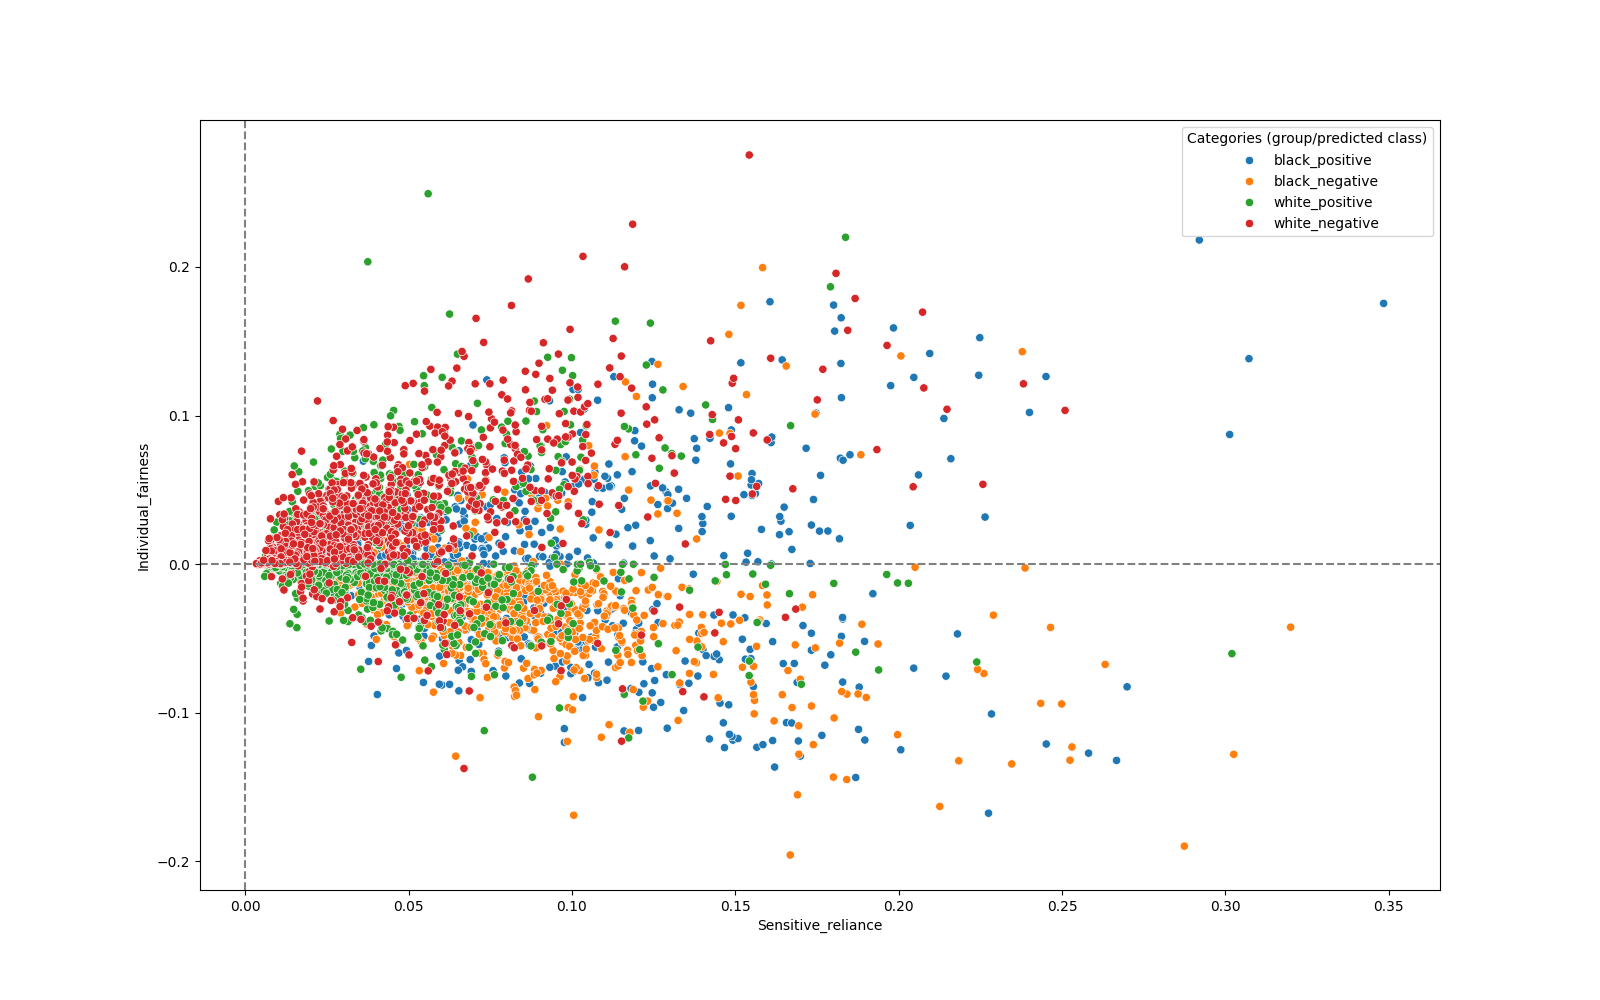 Categories (group/predicted class)
black_positive
black_negative
white_positive
white_negative
Individual_fairness
0.2
0.1
0.0
−0.1
−0.2
0.00 0.05 0.10 0.15 0.20 0.25 0.30 0.35
Sensitive_reliance